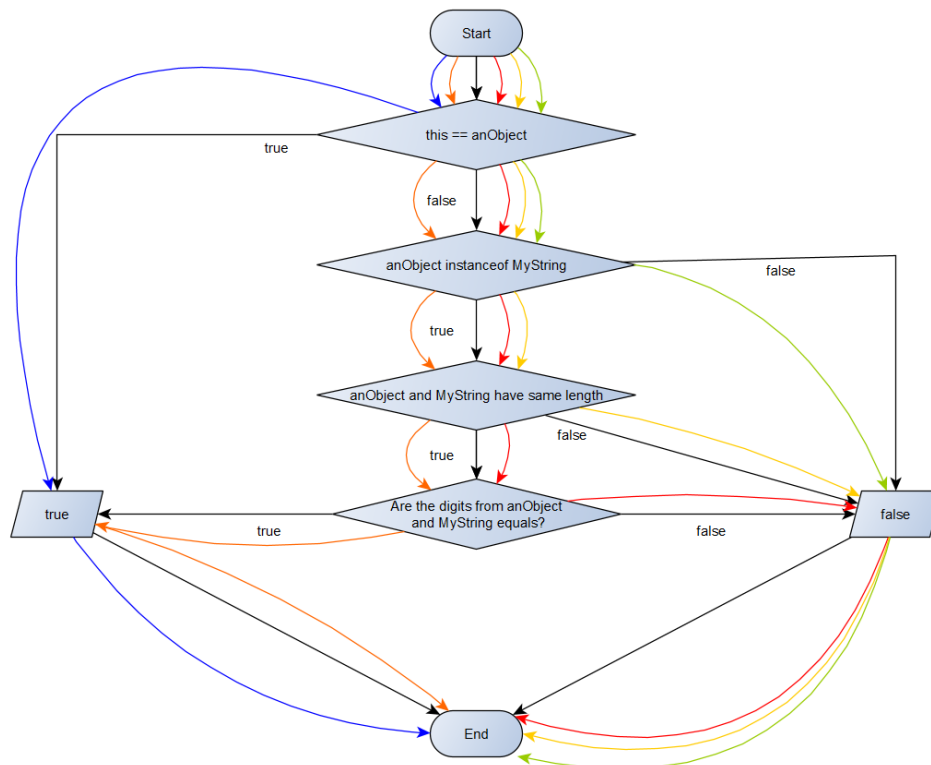 Start
this == anObject
true
false
anObject instanceof MyString
false
true
anObject and MyString have same length
false
true
Are the digits from anObject
and MyString equals?
true
false
true
false
End